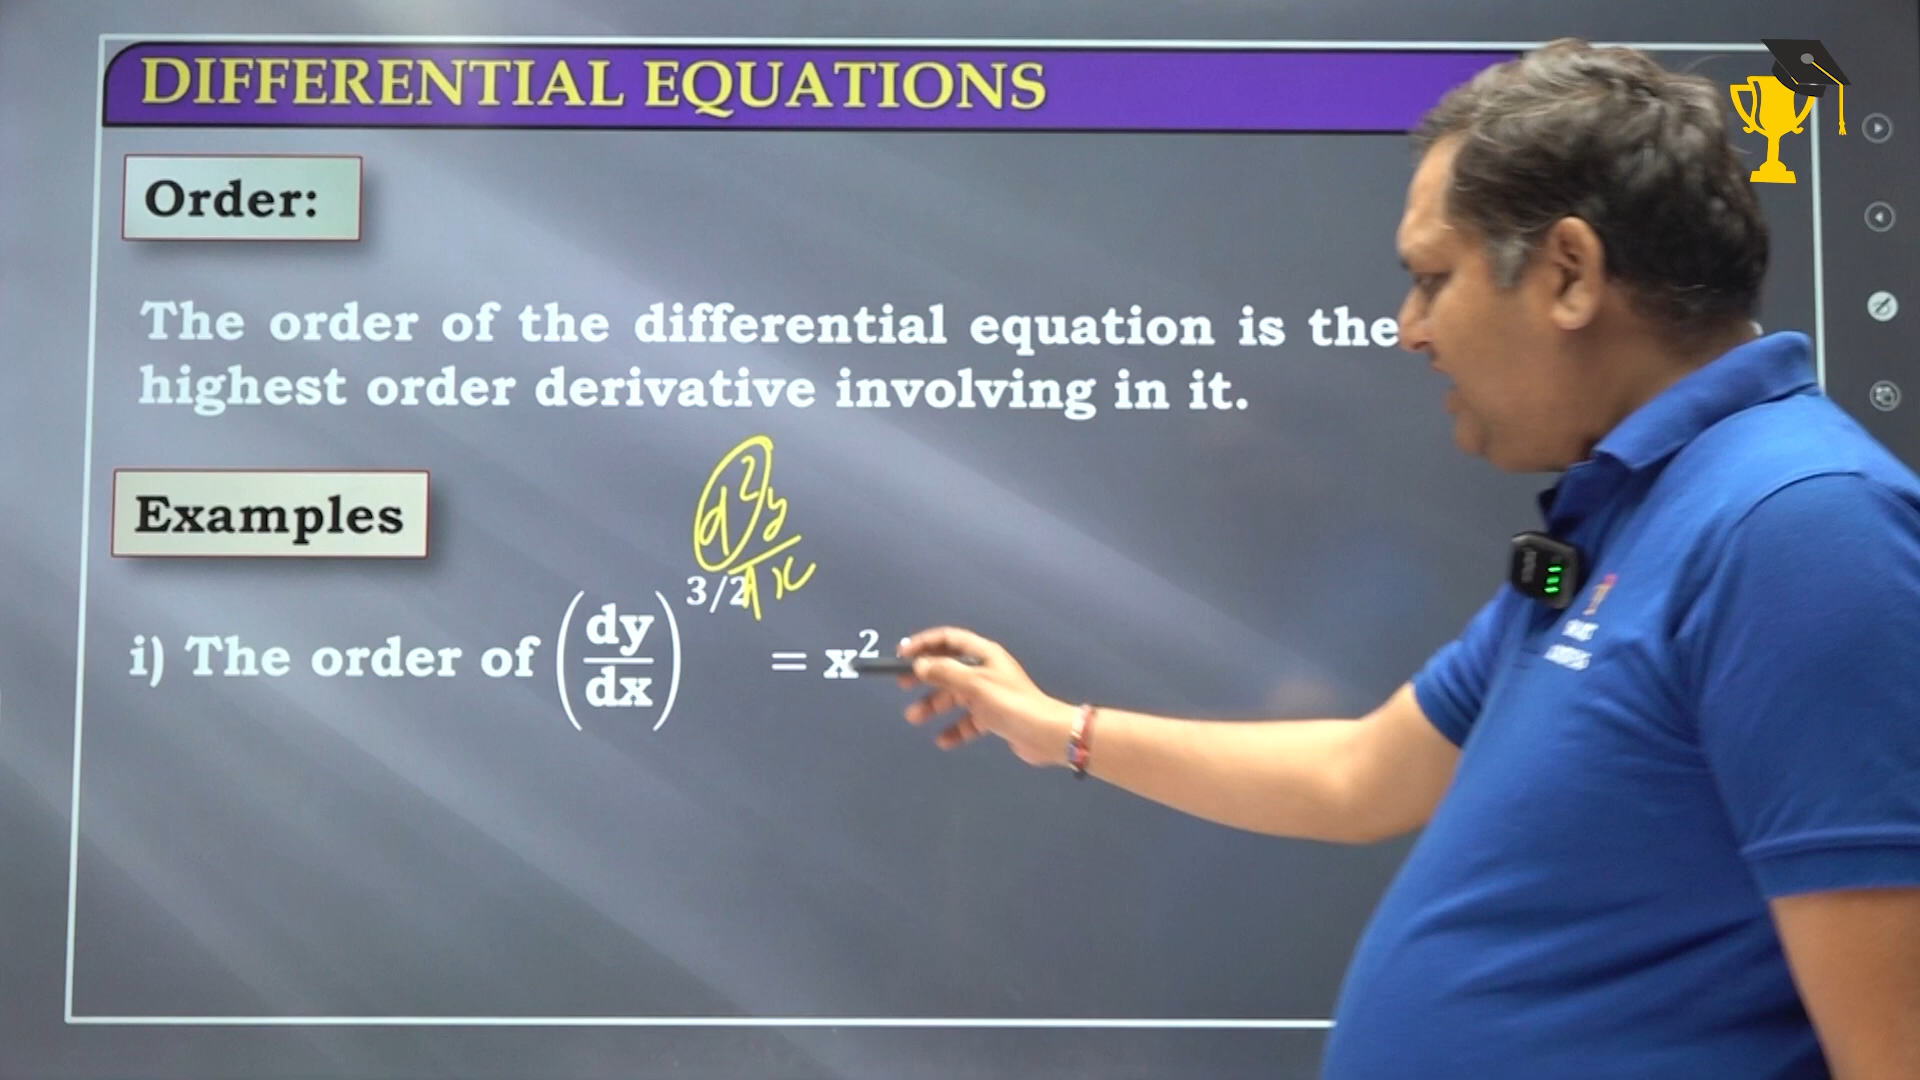 DIFFERENTIAL EQUATIONS
Order:
The order of the differential equation is the
highest order derivative involving in it.
Examples
d²y
dx
i) The order of (dy/dx)^3/2 = x²